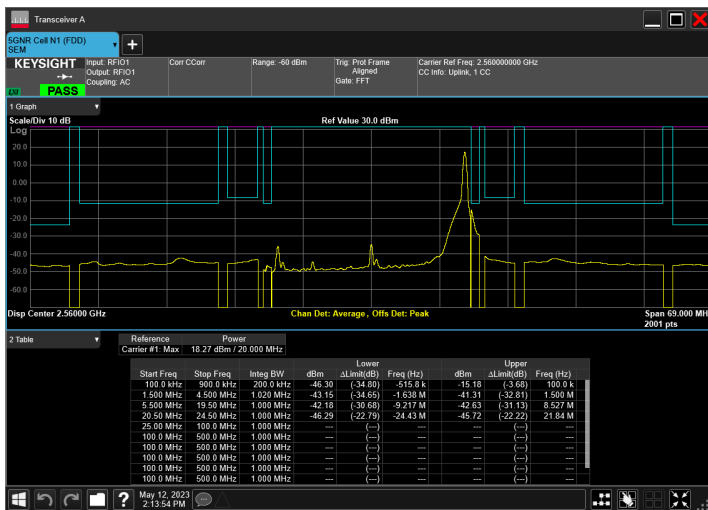 Transceiver A
5GNR Cell N1 (FDD)
SEM
KEYSIGHT
Input: RFIO1
Output: RFIO1
Coupling: AC
Corr CCorr
Range: -60 dBm
Trig: Prot Frame
Aligned
Gate: FFT
Carrier Ref Freq: 2.560000000 GHz
CC Info: Uplink, 1 CC
LXI
PASS
1 Graph
Scale/Div 10 dB
Ref Value 30.0 dBm
Log
20.0
10.0
0.00
-10.0
-20.0
-30.0
-40.0
-50.0
-60.0
Disp Center 2.56000 GHz
Chan Det: Average, Offs Det: Peak
Span 69.000 MH
2001 pts
2 Table
Reference Power
Carrier #1: Max 18.27 dBm / 20.000 MHz
Lower Upper
Start Freq Stop Freq Integ BW dBm ΔLimit(dB) Freq (Hz) dBm ΔLimit(dB) Freq (Hz)
100.0 kHz 900.0 kHz 200.0 kHz -46.30 (-34.80) -515.8 k -15.18 (-3.68) 100.0 k
1.500 MHz 4.500 MHz 1.020 MHz -43.15 (-34.65) -1.638 M -41.31 (-32.81) 1.500 M
5.500 MHz 19.50 MHz 1.000 MHz -42.18 (-30.68) -9.217 M -42.63 (-31.13) 8.527 M
20.50 MHz 24.50 MHz 1.000 MHz -46.29 (-22.79) -24.43 M -45.72 (-22.22) 21.84 M
25.00 MHz 100.0 MHz 1.000 MHz --- (---) --- --- (---) ---
100.0 MHz 500.0 MHz 1.000 MHz --- (---) --- --- (---) ---
100.0 MHz 500.0 MHz 1.000 MHz --- (---) --- --- (---) ---
100.0 MHz 500.0 MHz 1.000 MHz --- (---) --- --- (---) ---
100.0 MHz 500.0 MHz 1.000 MHz --- (---) --- --- (---) ---
100.0 MHz 500.0 MHz 1.000 MHz --- (---) --- --- (---) ---
May 12, 2023
2:13:54 PM